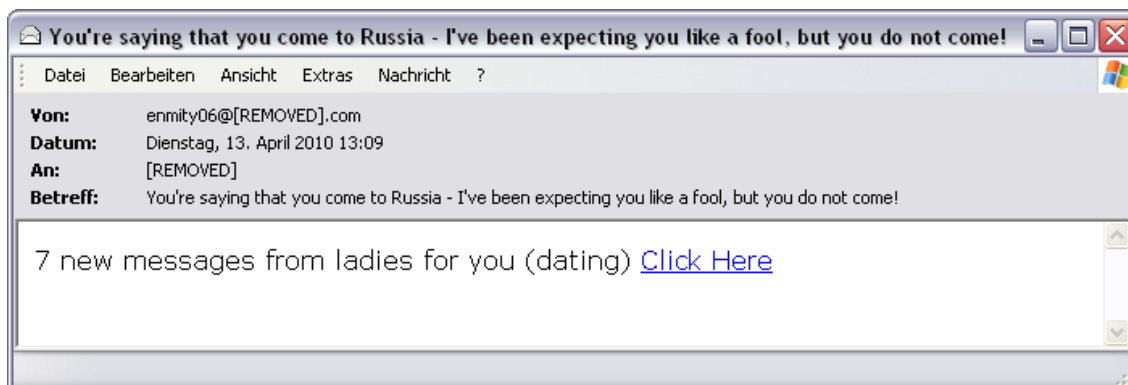 You're saying that you come to Russia - I've been expecting you like a fool, but you do not come!
Datei Bearbeiten Ansicht Extras Nachricht ?
Von: enmity06@[REMOVED].com
Datum: Dienstag, 13. April 2010 13:09
An: [REMOVED]
Betreff: You're saying that you come to Russia - I've been expecting you like a fool, but you do not come!
7 new messages from ladies for you (dating) Click Here